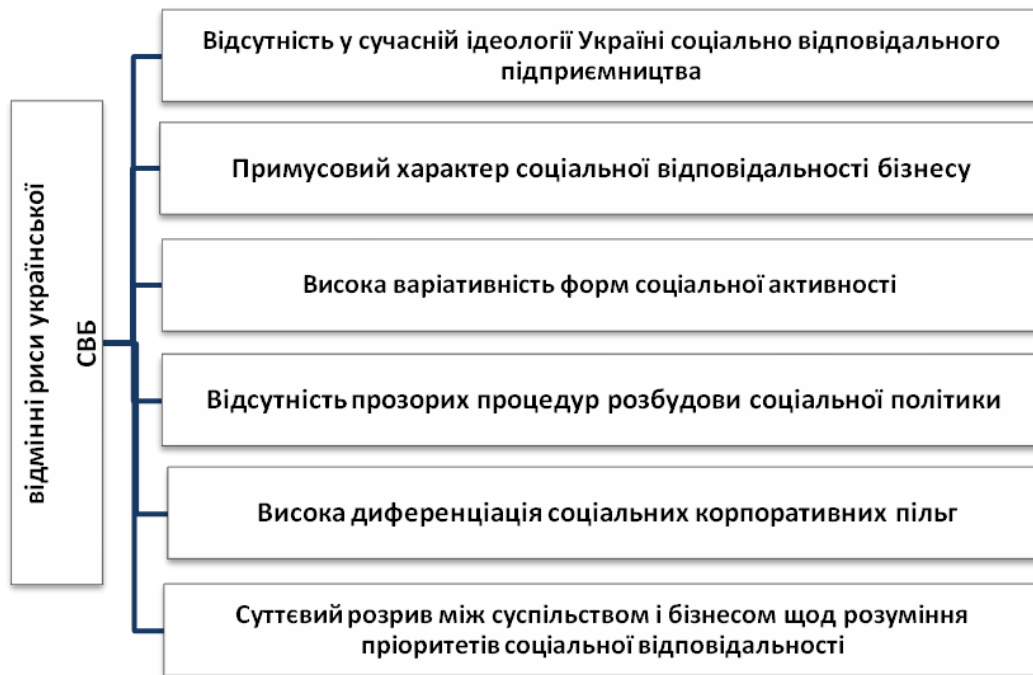 відмінні риси української
СВБ
Відсутність у сучасній ідеології Україні соціально відповідального
підприємництва
Примусовий характер соціальної відповідальності бізнесу
Висока варіативність форм соціальної активності
Відсутність прозорих процедур розбудови соціальної політики
Висока диференціація соціальних корпоративних пільг
Суттєвий розрив між суспільством і бізнесом щод розуміння
пріоритетів соціальної відповідальності